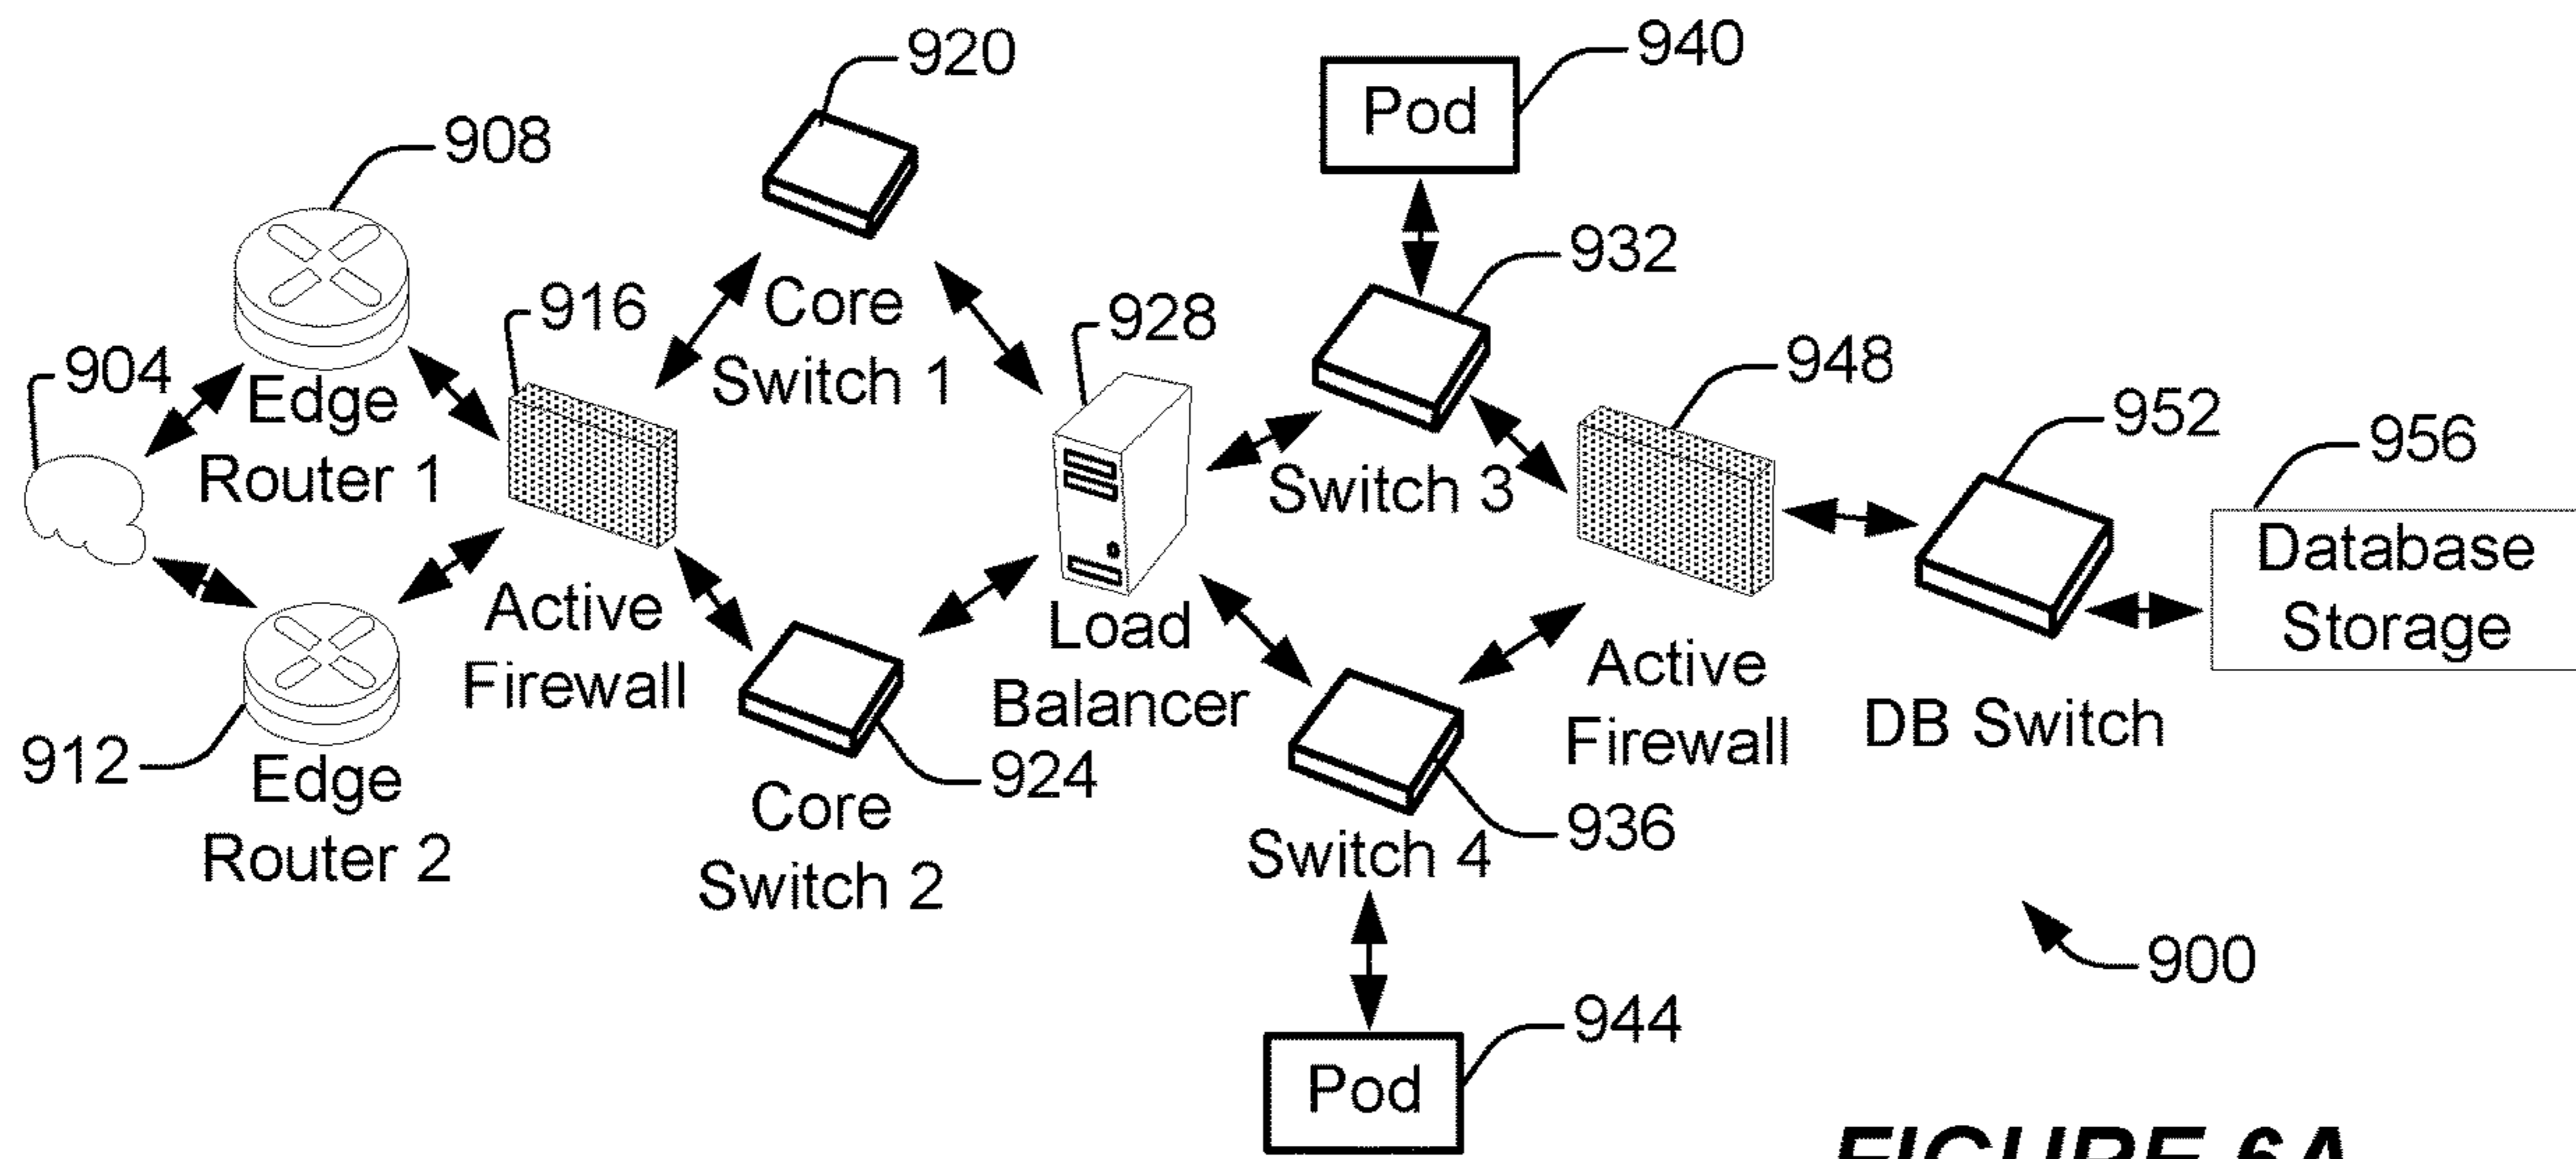 920
940
Pod
908
932
916
Core
Switch 1
928
948
904
Edge
Router 1
952
956
Switch 3
Database
Storage
Active
Firewall
Load
Balancer
Active
Firewall
DB Switch
912
Edge
Router 2
924
Core
Switch 2
936
Switch 4
900
944
Pod
FIGURE 6A